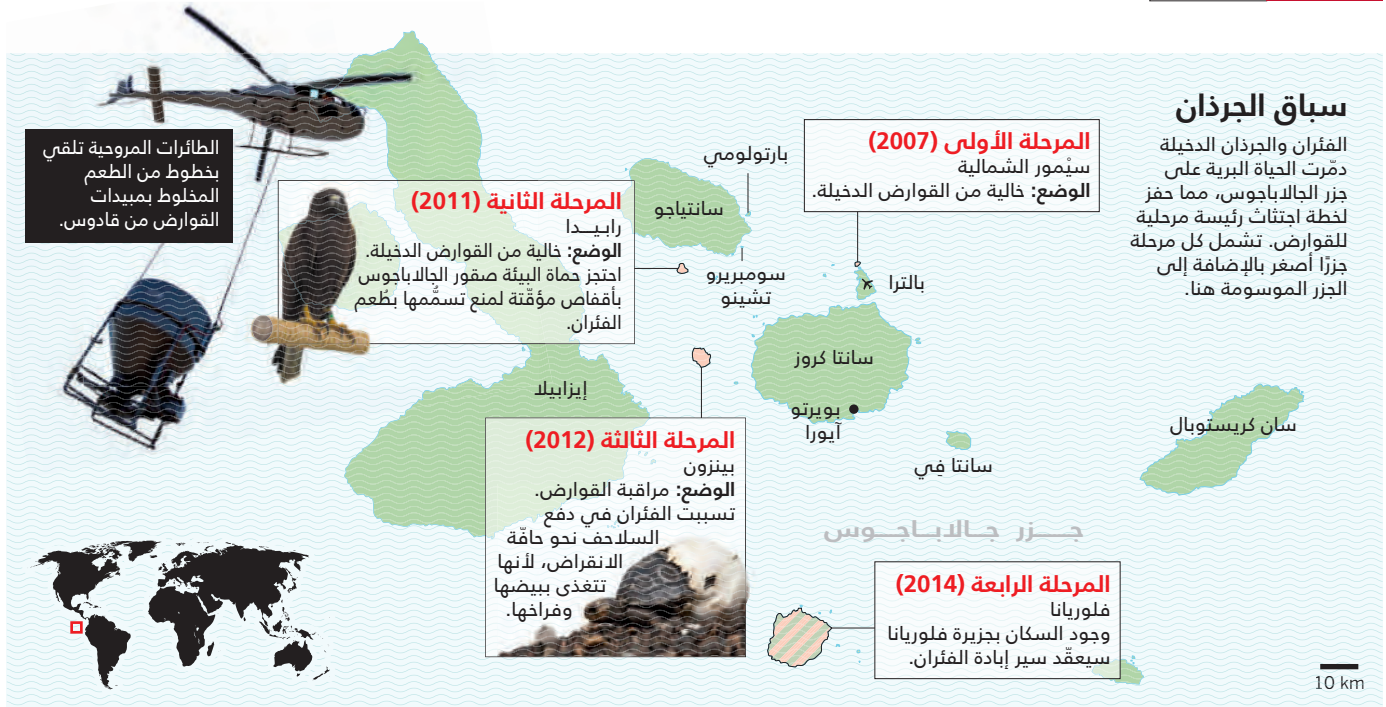 سباق الجرذان
الفئران والجرذان الدخيلة
دمّرت الحياة البرية على
جزر الجالاباجوس، مما حفز
لخطة اجتثاث رئيسة مرحلية
للقوارض. تشمل كل مرحلة
جزرًا أصغر بالإضافة إلى
الجزر الموسومة هنا.
المرحلة الأولى (2007)
سيْمور الشمالية
الوضع: خالية من القوارض الدخيلة.
الطائرات المروحية تلقي
بخطوط من الطعم
المخلوط بمبيدات
القوارض من قادوس.
المرحلة الثانية (2011)
رابيــدا
الوضع: خالية من القوارض الدخيلة.
احتجز حماة البيئة صقور الجالاباجوس
بأقفاص مؤقّتة لمنع تسمُّمها بطُعم
الفئران.
بارتولومي
سانتياجو
سومبريرو
تشينو
بالترا
سانتا كروز
بويرتو
آيورا
إيزابيلا
سان كريستوبال
سانتا فِي
المرحلة الثالثة (2012)
بينزون
الوضع: مراقبة القوارض.
تسببت الفئران في دفع
السلاحف نحو حافّة
الانقراض، لأنها
تتغذى ببيضها
وفراخها.
جـــزر جــالابــاجــوس
المرحلة الرابعة (2014)
فلوريانا
وجود السكان بجزيرة فلوريانا
سيعقّد سير إبادة الفئران.
10 km